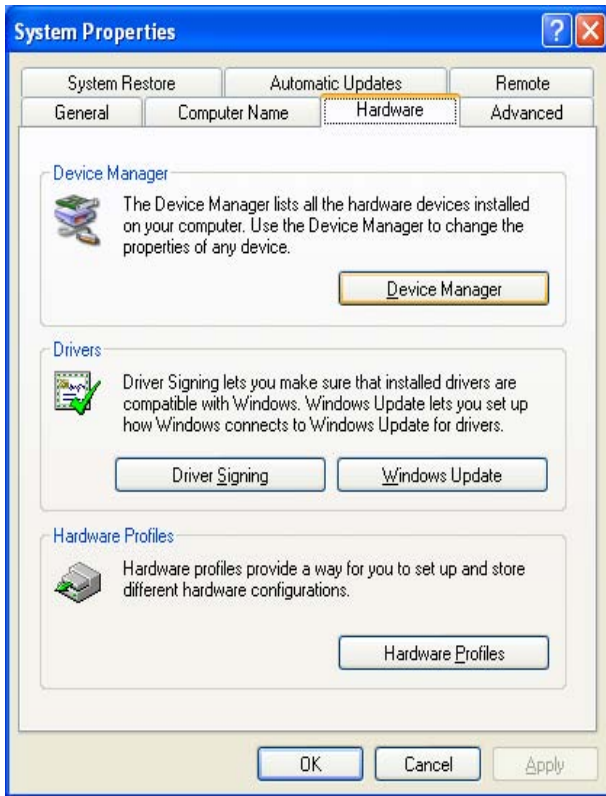 System Properties
System Restore Automatic Updates Remote
General Computer Name Hardware Advanced
Device Manager
The Device Manager lists all the hardware devices installed
on your computer. Use the Device Manager to change the
properties of any device.
Device Manager
Drivers
Driver Signing lets you make sure that installed drivers are
compatible with Windows. Windows Update lets you set up
how Windows connects to Windows Update for drivers.
Driver Signing Windows Update
Hardware Profiles
Hardware profiles provide a way for you to set up and store
different hardware configurations.
Hardware Profiles
OK Cancel Apply